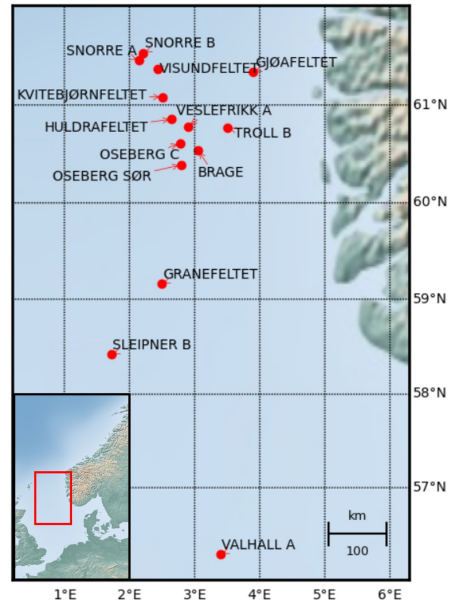 SNORRE B
SNORRE A
GJØAFELTET
VISUNDFELTET
KVITEBJØRNFELTET
61°N
VESLEFRIKK A
HULDRAFELTET
TROLL B
OSEBERG C
BRAGE
OSEBERG SØR
60°N
GRANEFELTET
59°N
SLEIPNER B
58°N
57°N
km
100
VALHALL A
1°E
2°E
3°E
4°E
5°E
6°E